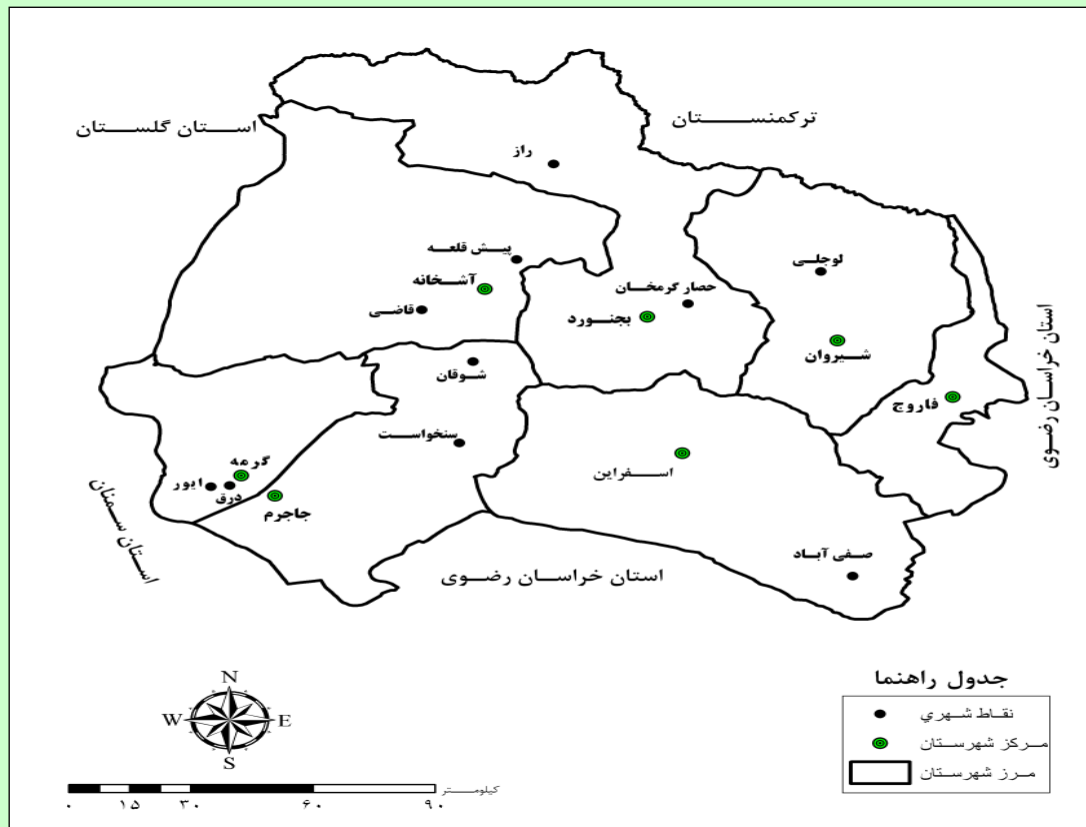 ترکمنستان
استان گلستان
راز
پیش قلعه
آشخانه
قاضی
حصار گرمخان
بجنورد
لوجلی
شیروان
فاروج
استان خراسان رضوی
شوقان
سنخواست
اسفراین
گرمه
درق
ایور
جاجرم
صفی آباد
استان سمنان
استان خراسان رضوی
جدول راهنما
نقاط شهري
مرکز شهرستان
مرز شهرستان
N
W E
S
کیلومتر
۰ ۱۵ ۳۰ ۶۰ ۹۰